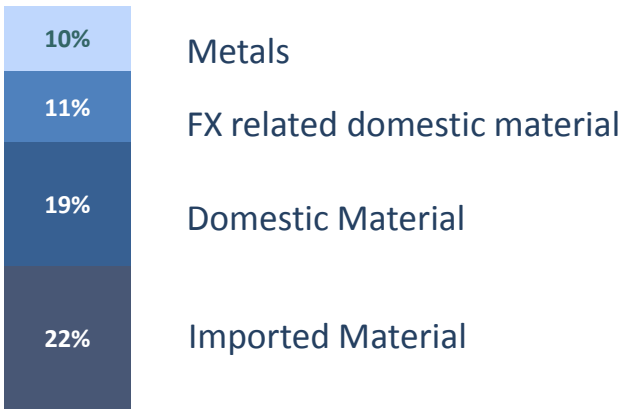 10%
Metals
11%
FX related domestic material
19%
Domestic Material
22%
Imported Material